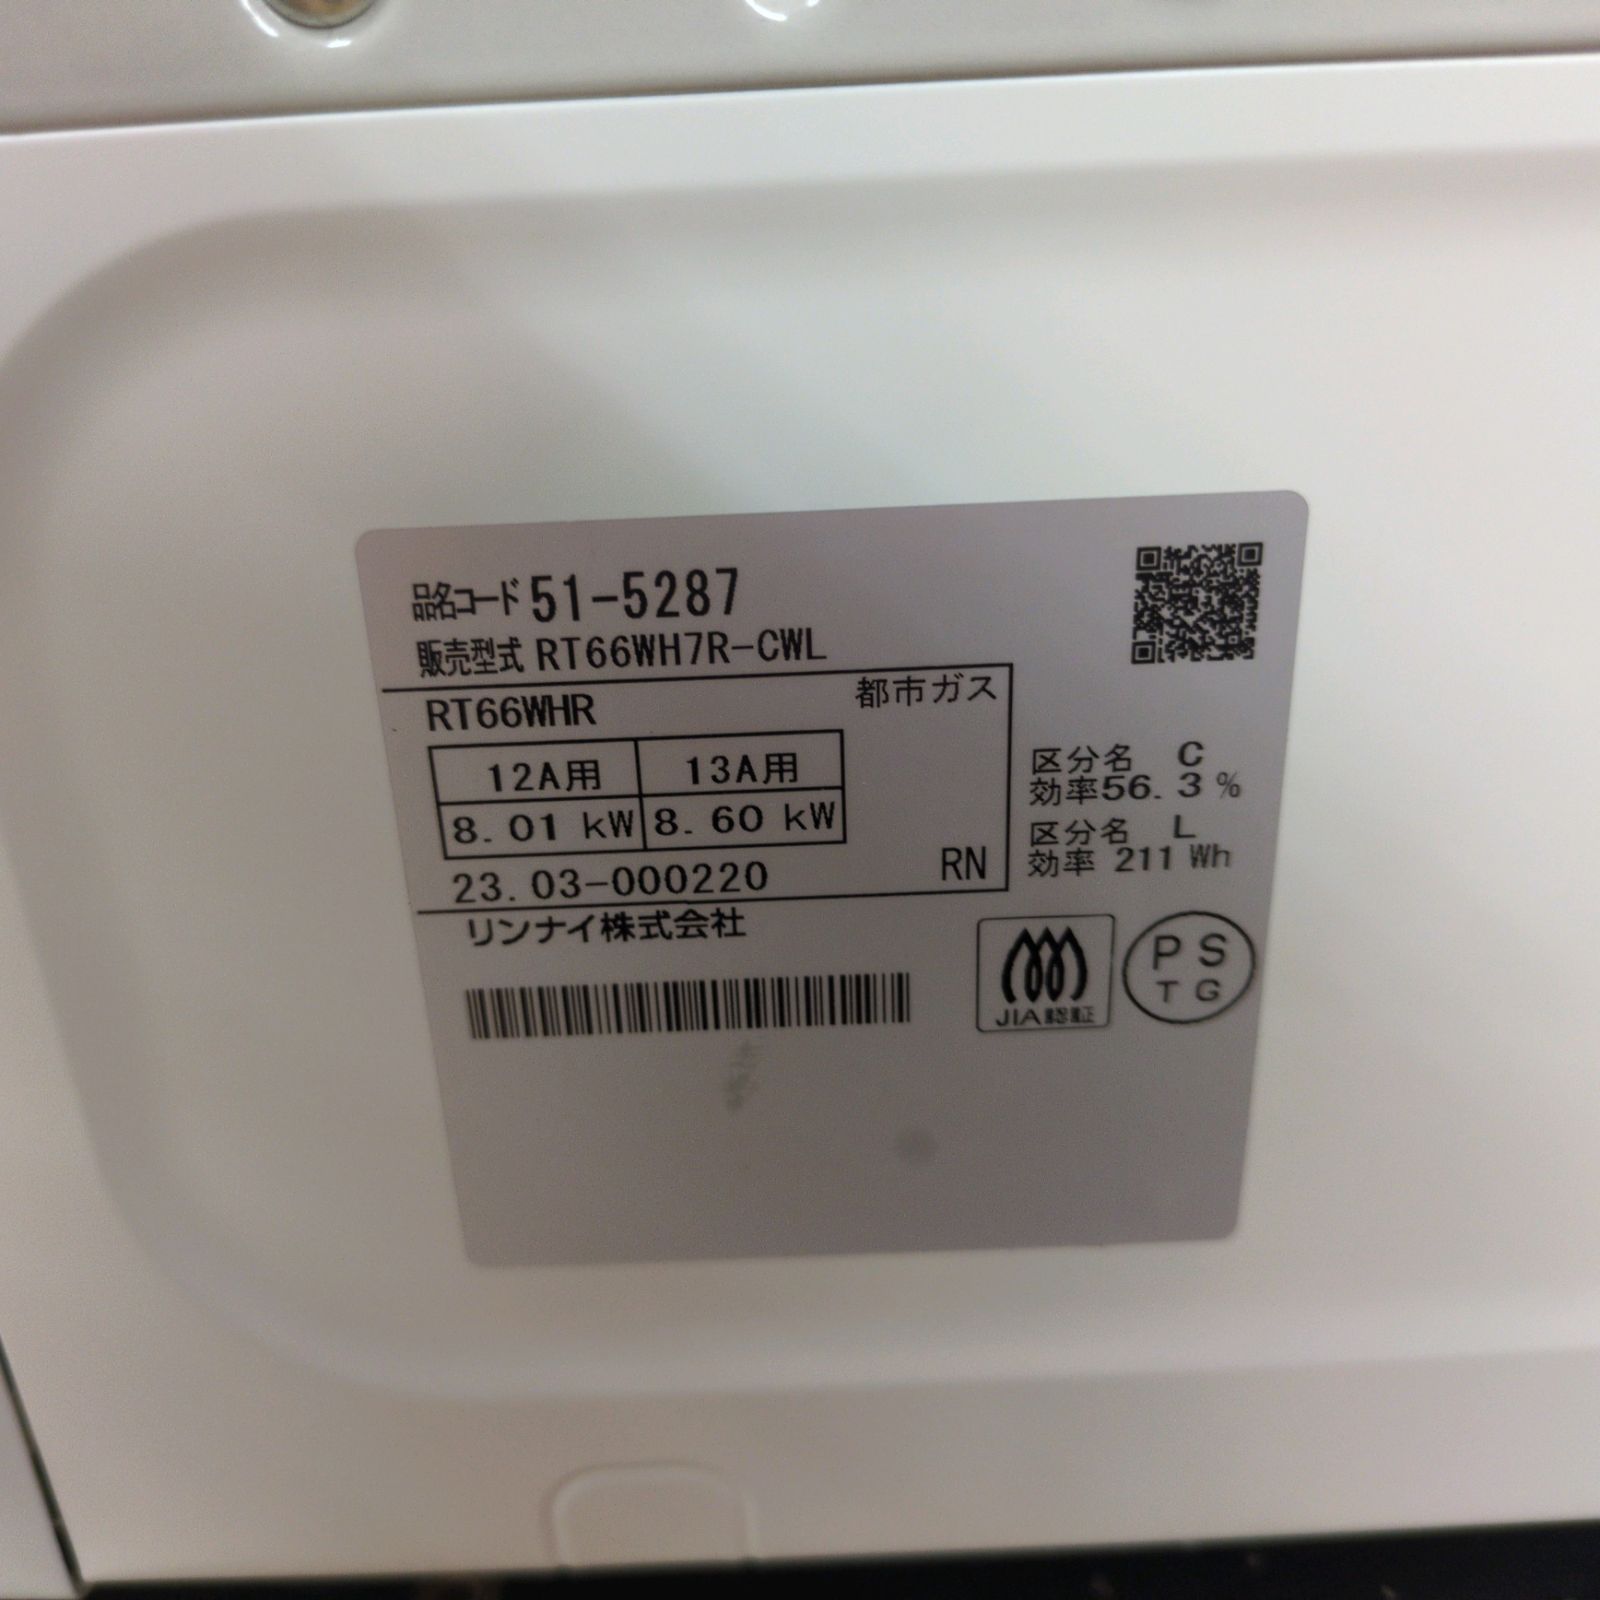 品名コード 51-5287
販売型式 RT66WH7R-CWL
RT66WHR
都市ガス
12A用 13A用
8.01 kW 8.60 kW
23.03-000220
RN
リンナイ株式会社
区分名 C
効率56.3%
区分名 L
効率 211 Wh
JIA認証
PS
TG